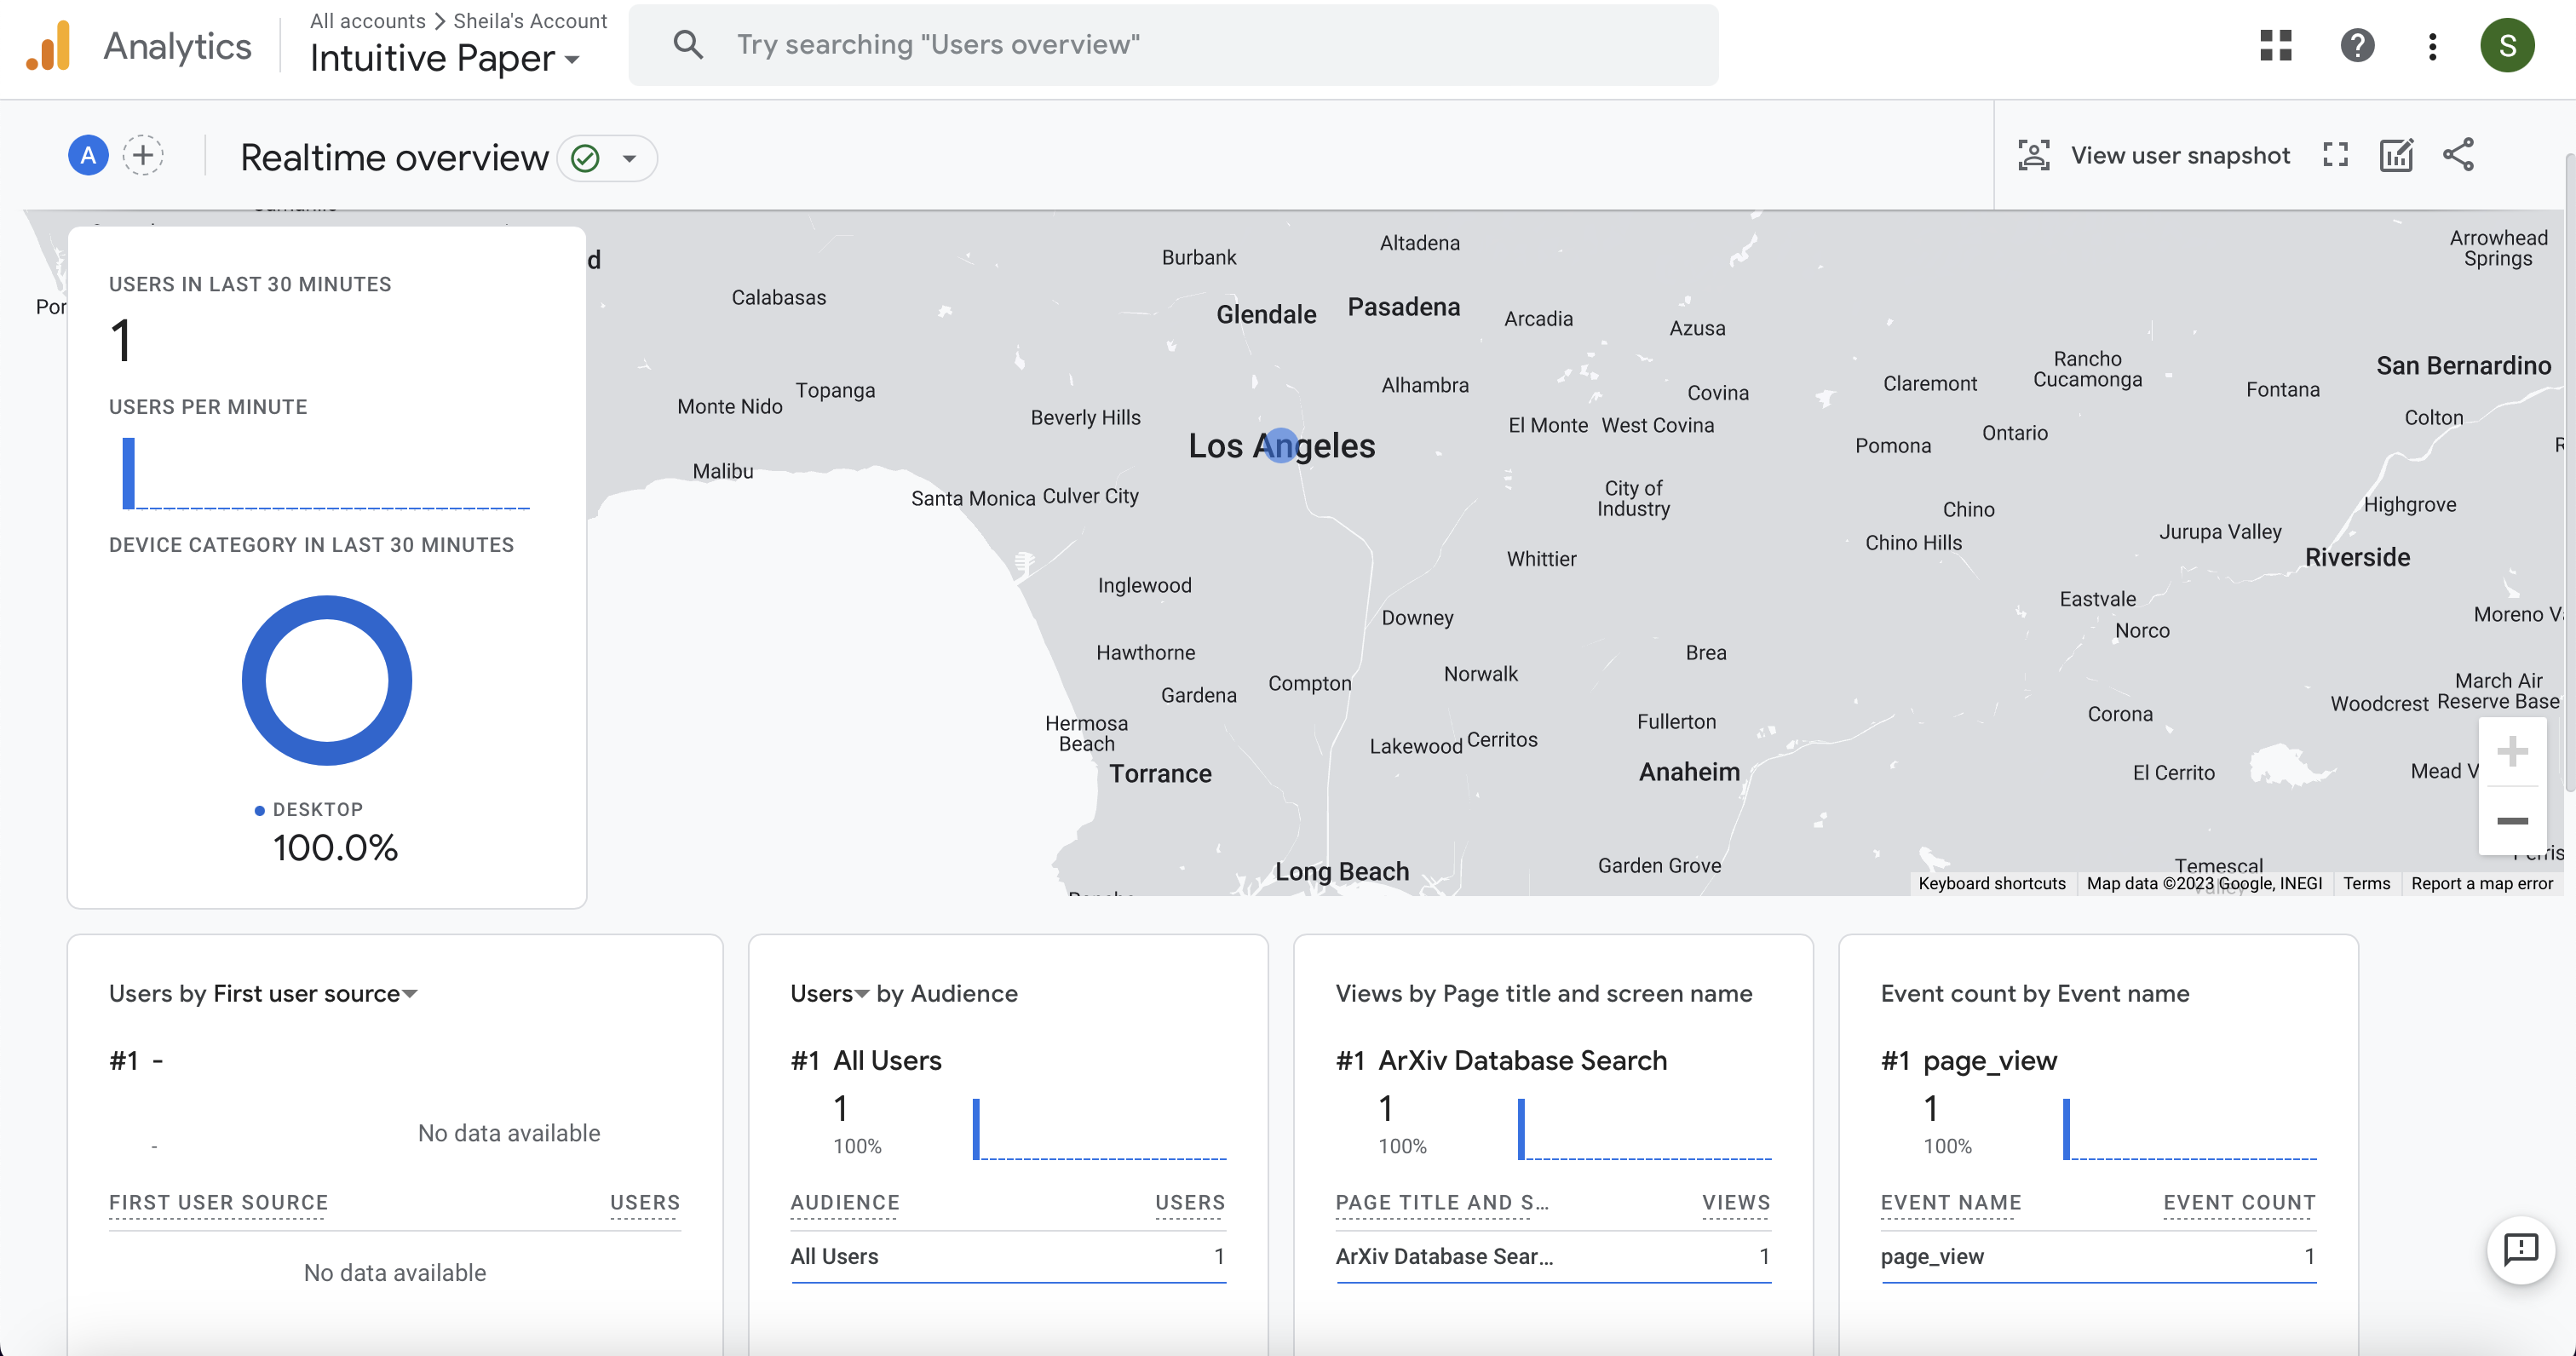 All accounts > Sheila's Account
Analytics
Intuitive Paper
Try searching "Users overview"
S
A
Realtime overview
View user snapshot
USERS IN LAST 30 MINUTES
1
USERS PER MINUTE
DEVICE CATEGORY IN LAST 30 MINUTES
DESKTOP
100.0%
d
Por
Burbank
Altadena
Arrowhead
Springs
Calabasas
Glendale
Pasadena
Arcadia
Azusa
Rancho
Cucamonga
San Bernardino
Topanga
Alhambra
Covina
Claremont
Fontana
Monte Nido
Beverly Hills
El Monte
West Covina
Colton
Los Angeles
Pomona
Ontario
R
Malibu
Santa Monica
Culver City
City of
Industry
Chino
Highgrove
Jurupa Valley
Chino Hills
Whittier
Riverside
Inglewood
Downey
Eastvale
Moreno Va
Norco
Hawthorne
Brea
Norwalk
Compton
Gardena
March Air
Reserve Base
Woodcrest
Corona
Hermosa
Beach
Fullerton
Lakewood
Cerritos
Torrance
Anaheim
El Cerrito
Mead V
Long Beach
Garden Grove
Temescal
Keyboard shortcuts
Map data ©2023 Google, INEGI
Terms
Report a map error
Users by First user source
#1 -
-
No data available
FIRST USER SOURCE USERS
No data available
Users by Audience
#1 All Users
1
100%
AUDIENCE USERS
All Users 1
Views by Page title and screen name
#1 ArXiv Database Search
1
100%
PAGE TITLE AND S… VIEWS
ArXiv Database Sear… 1
Event count by Event name
#1 page_view
1
100%
EVENT NAME EVENT COUNT
page_view 1